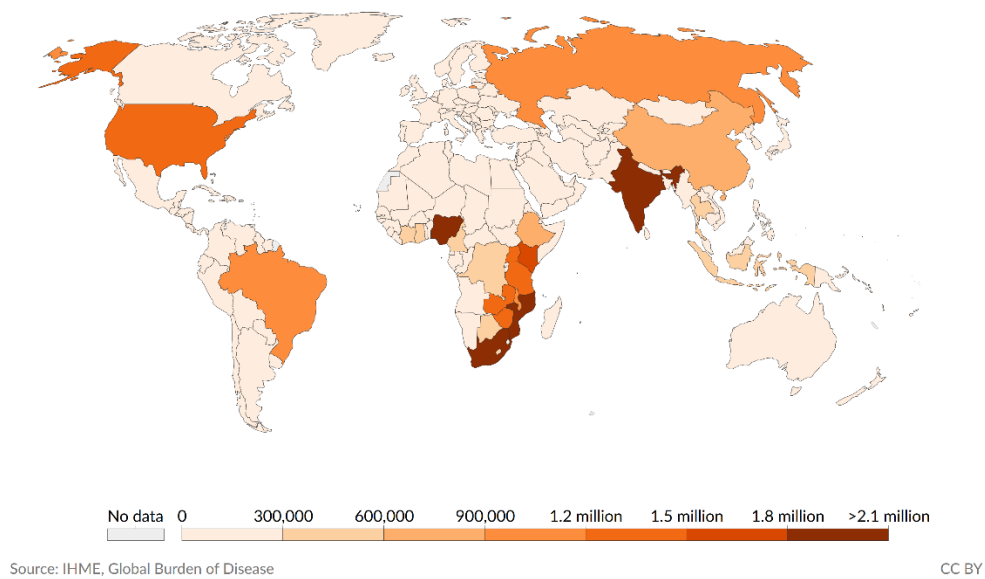 No data 0 300,000 600,000 900,000 1.2 million 1.5 million 1.8 million >2.1 million
Source: IHME, Global Burden of Disease CC BY